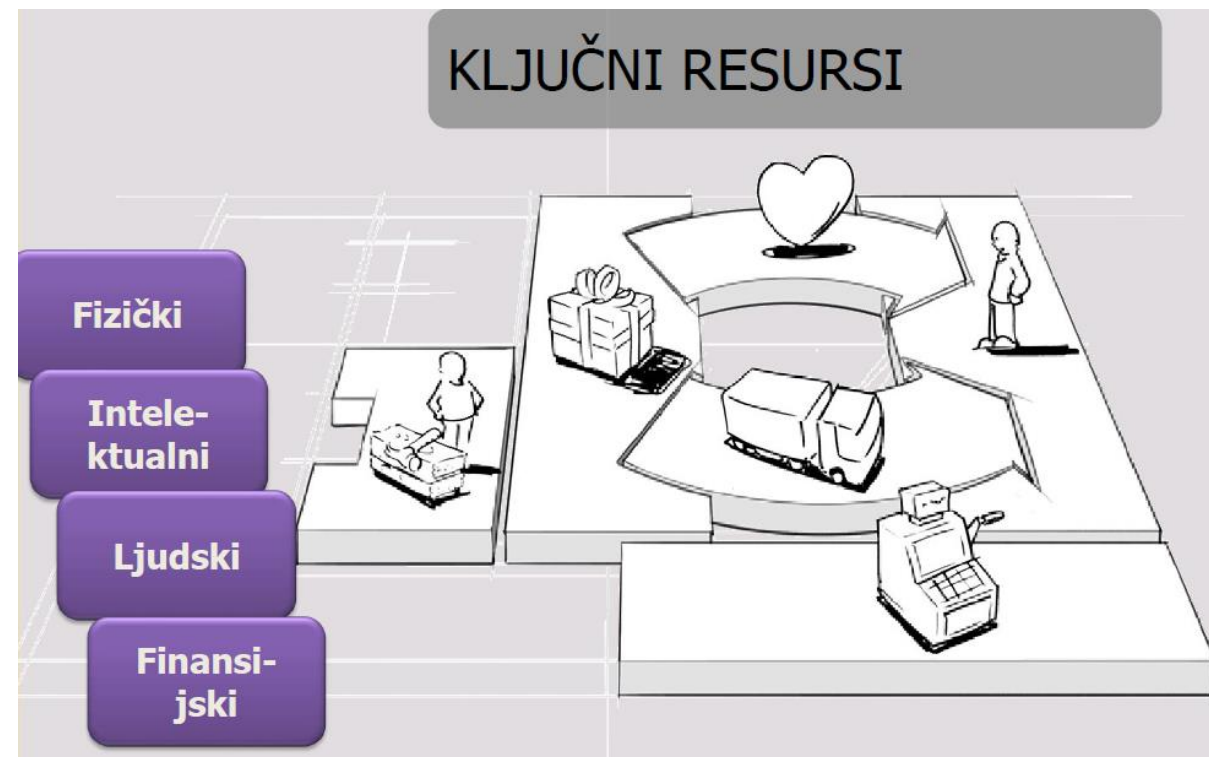 KLJUČNI RESURSI
Fizički
Intele-
ktualni
Ljudski
Finansi-
jski